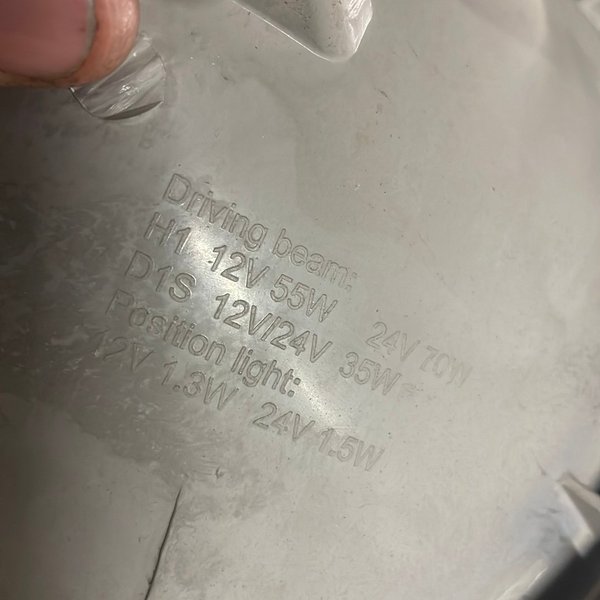 Driving beam:
H1 12V 55W 24V 70W
D1S 12V/24V 35W
Position light:
12V 1.3W 24V 1.5W